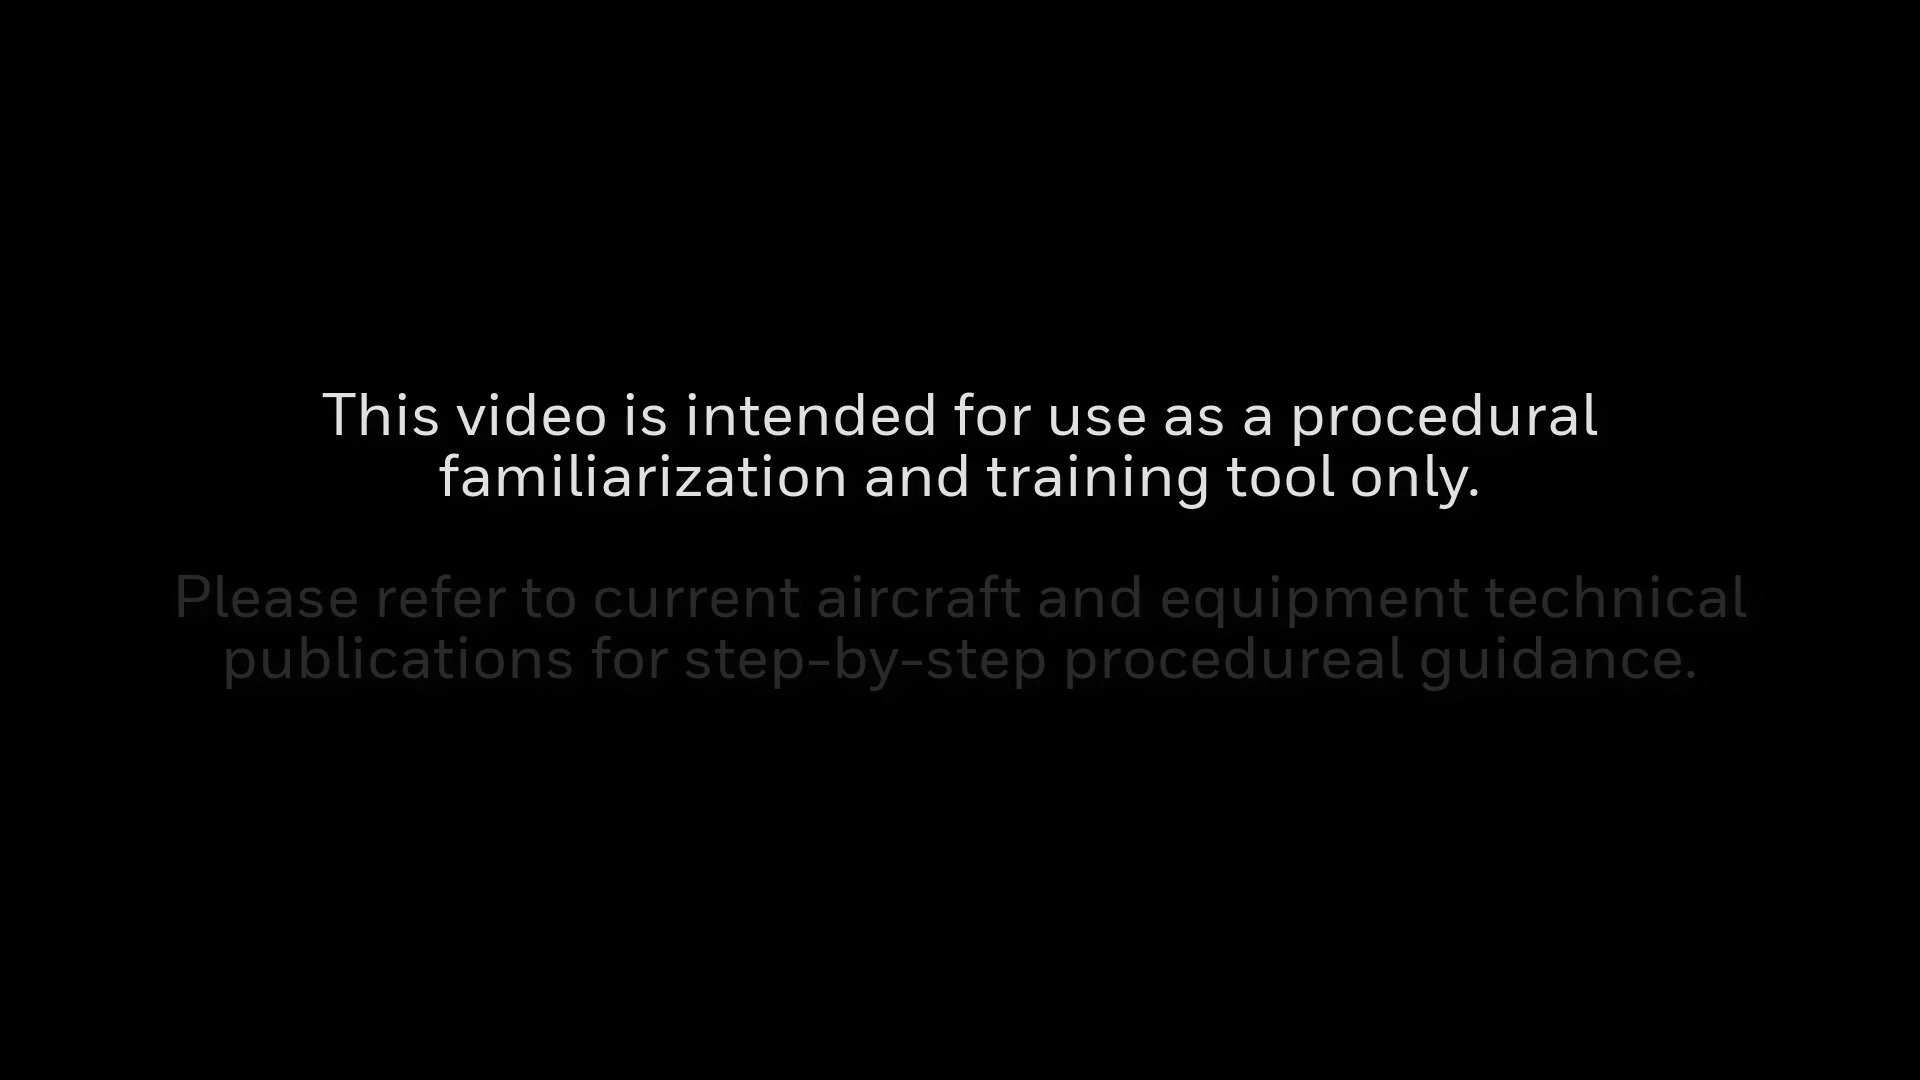 This video is intended for use as a procedural
familiarization and training tool only.
Please refer to current aircraft and equipment technical
publications for step-by-step procedureal guidance.